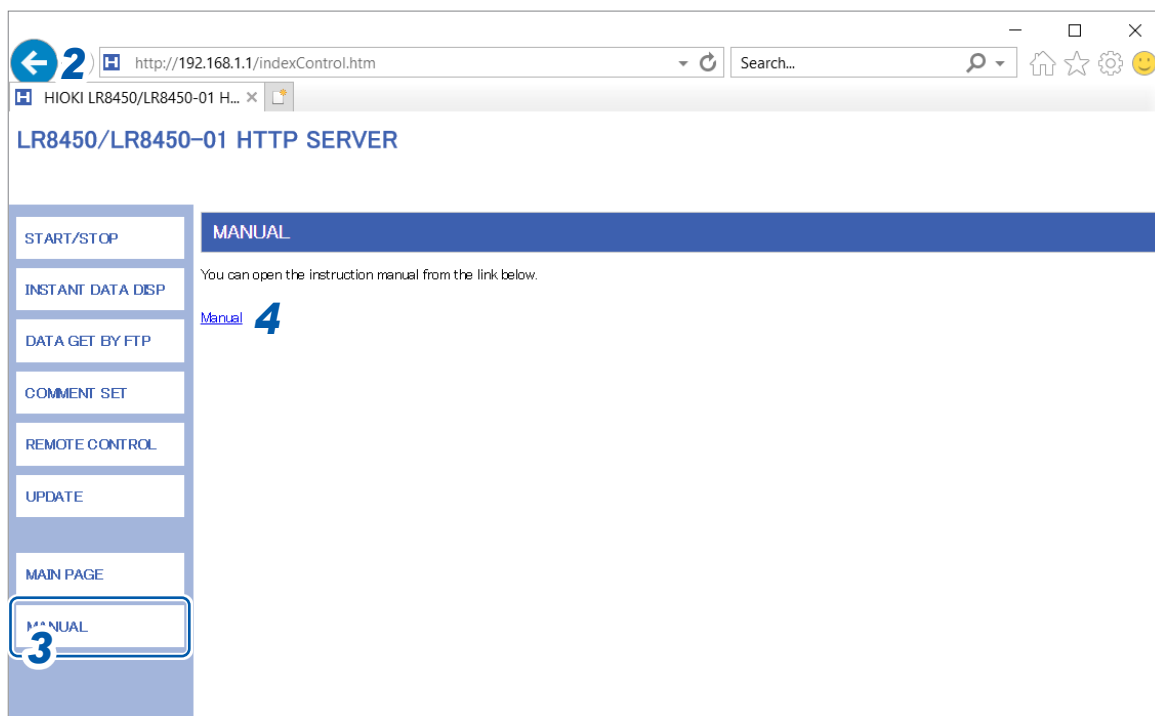 2
http://192.168.1.1/indexControl.htm
Search...
HIOKI LR8450/LR8450-01 H...
LR8450/LR8450-01 HTTP SERVER
START/STOP
INSTANT DATA DISP
DATA GET BY FTP
COMMENT SET
REMOTE CONTROL
UPDATE
MAIN PAGE
MANUAL
3
MANUAL
You can open the instruction manual from the link below.
Manual 4